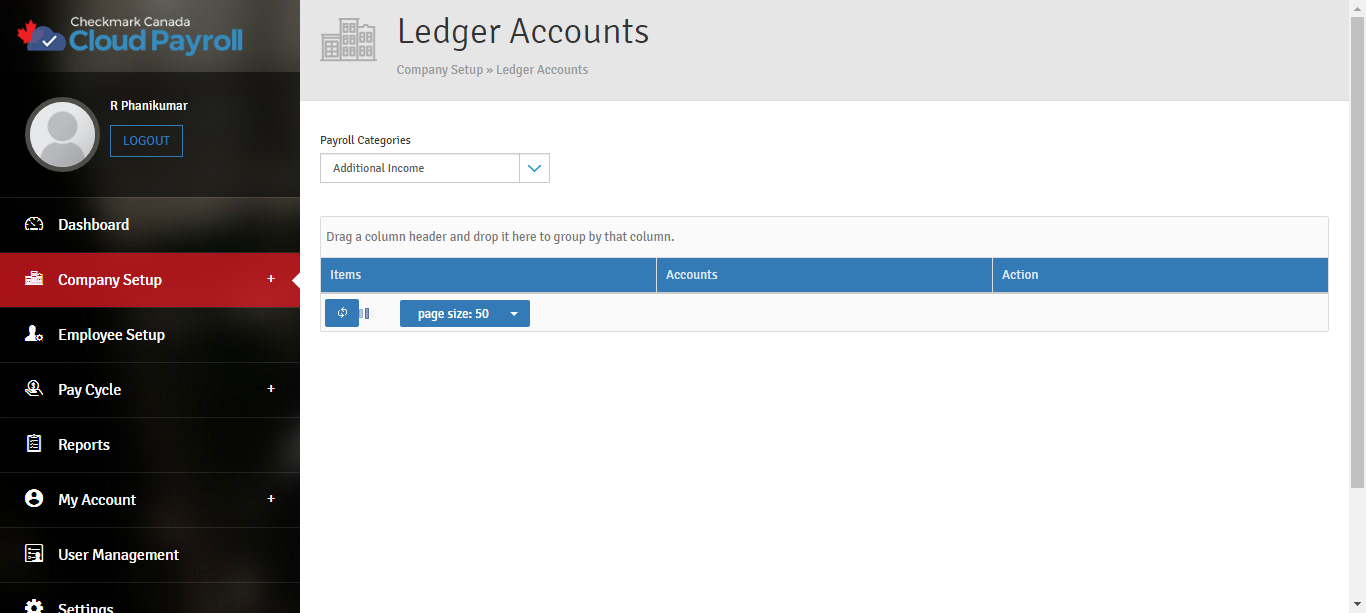 Checkmark Canada
Cloud Payroll
R Phanikumar
LOGOUT
Dashboard
Company Setup +
Employee Setup
Pay Cycle +
Reports
My Account +
User Management
Settings
Ledger Accounts
Company Setup » Ledger Accounts
Payroll Categories
Additional Income
Drag a column header and drop it here to group by that column.
Items Accounts Action
page size: 50